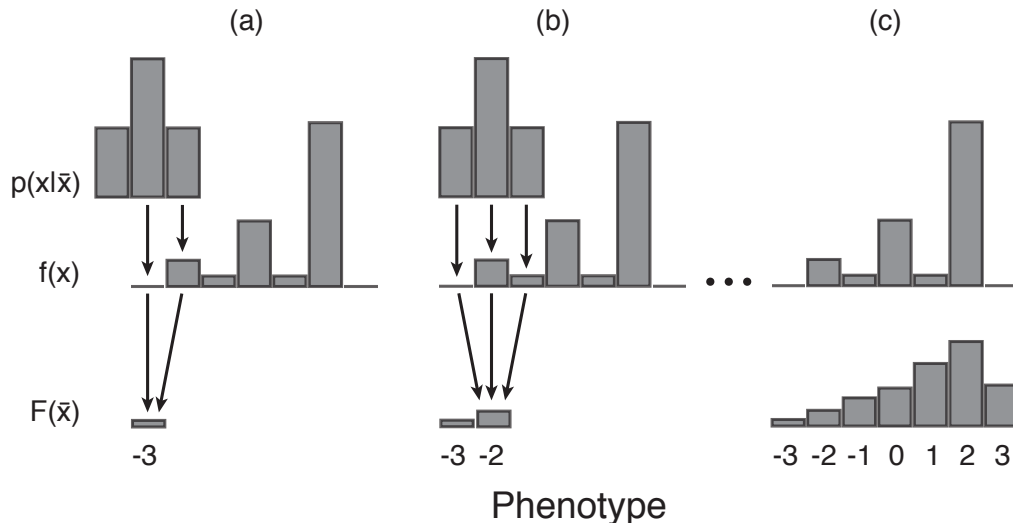 (a) (b) (c)
p(x|x̄)
f(x)
F(x̄)
-3 -3 -2 -3 -2 -1 0 1 2 3
Phenotype